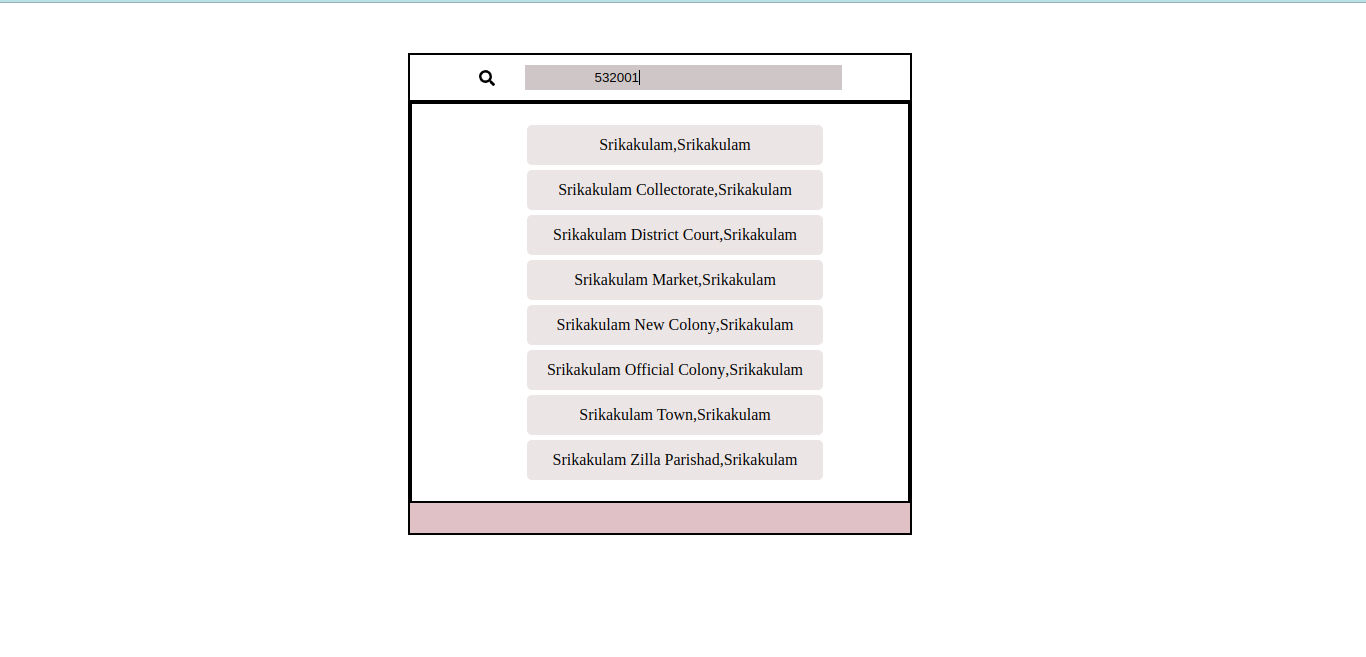 532001
Srikakulam,Srikakulam
Srikakulam Collectorate,Srikakulam
Srikakulam District Court,Srikakulam
Srikakulam Market,Srikakulam
Srikakulam New Colony,Srikakulam
Srikakulam Official Colony,Srikakulam
Srikakulam Town,Srikakulam
Srikakulam Zilla Parishad,Srikakulam